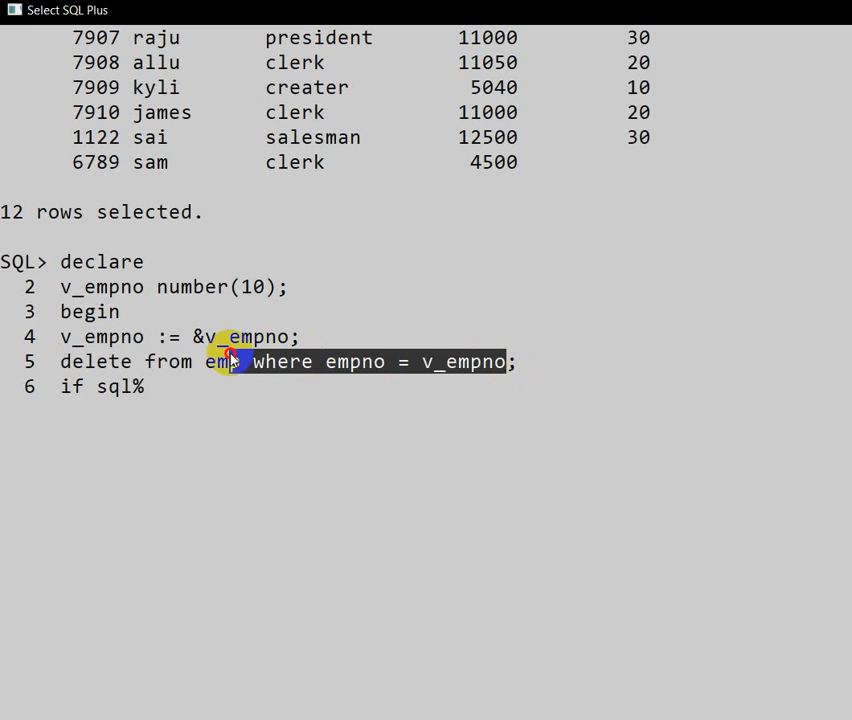 Select SQL Plus
7907 raju president 11000 30
7908 allu clerk 11050 20
7909 kyli creater 5040 10
7910 james clerk 11000 20
1122 sai salesman 12500 30
6789 sam clerk 4500
12 rows selected.
SQL> declare
2 v_empno number(10);
3 begin
4 v_empno := &v_empno;
5 delete from emp where empno = v_empno;
6 if sql%